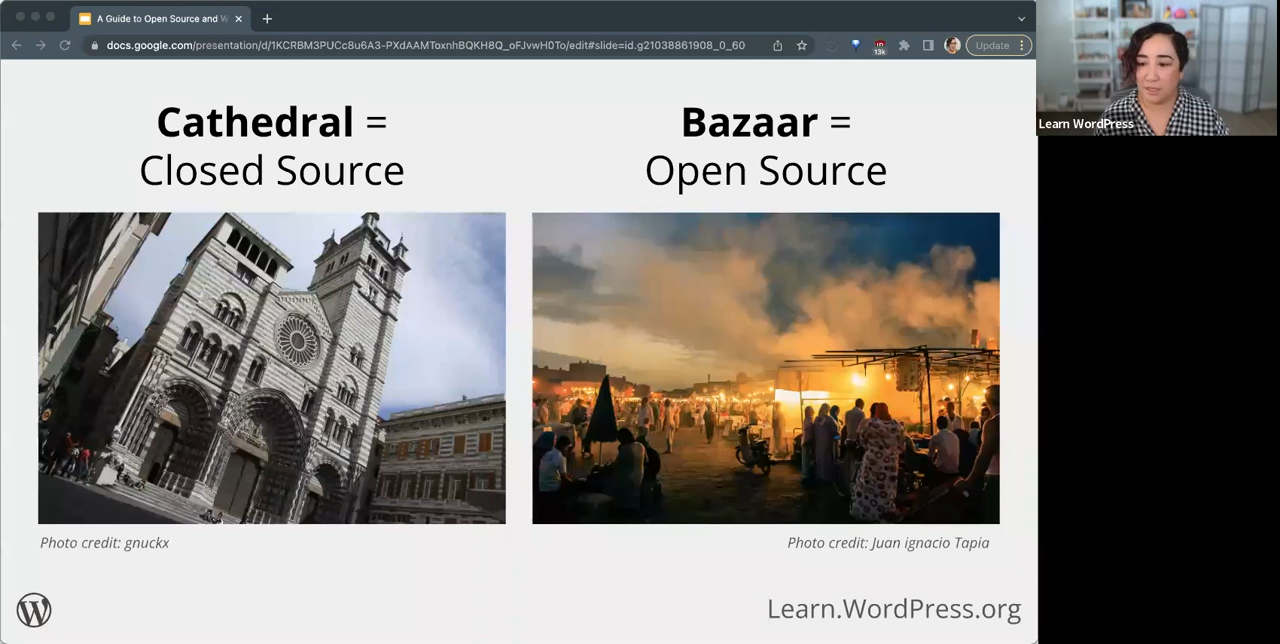 A Guide to Open Source and W
docs.google.com/presentation/d/1KCRBM3PUCc8u6A3-PXdAAMToxnhBQKH8Q_oFJvwH0To/edit#slide=id.g21038861908_0_60
13k
Update
Learn WordPress
Cathedral =
Closed Source
Bazaar =
Open Source
Photo credit: gnuckx
Photo credit: Juan ignacio Tapia
Learn.WordPress.org